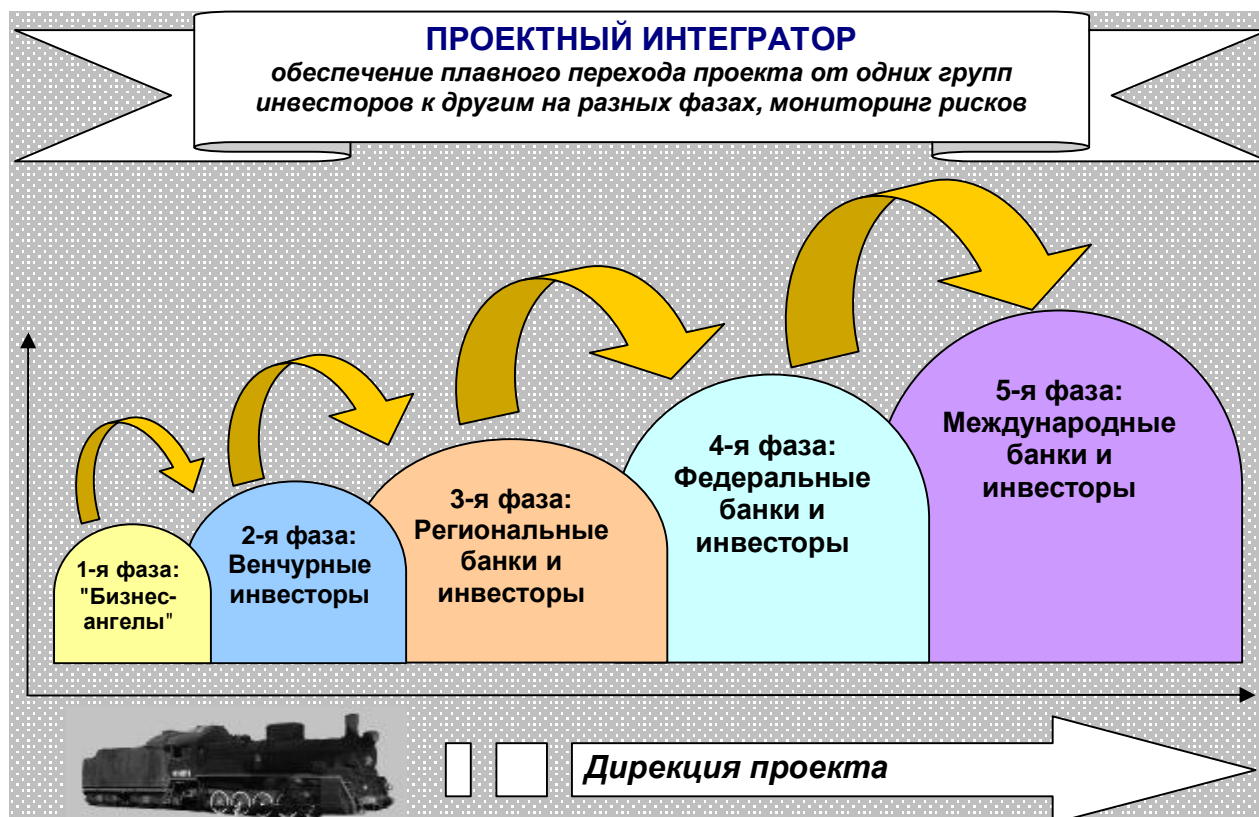 ПРОЕКТНЫЙ ИНТЕГРАТОР
обеспечение плавного перехода проекта от одних групп
инвесторов к другим на разных фазах, мониторинг рисков
1-я фаза:
"Бизнес-
ангелы"
2-я фаза:
Венчурные
инвесторы
3-я фаза:
Региональные
банки и
инвесторы
4-я фаза:
Федеральные
банки и
инвесторы
5-я фаза:
Международные
банки и
инвесторы
Дирекция проекта